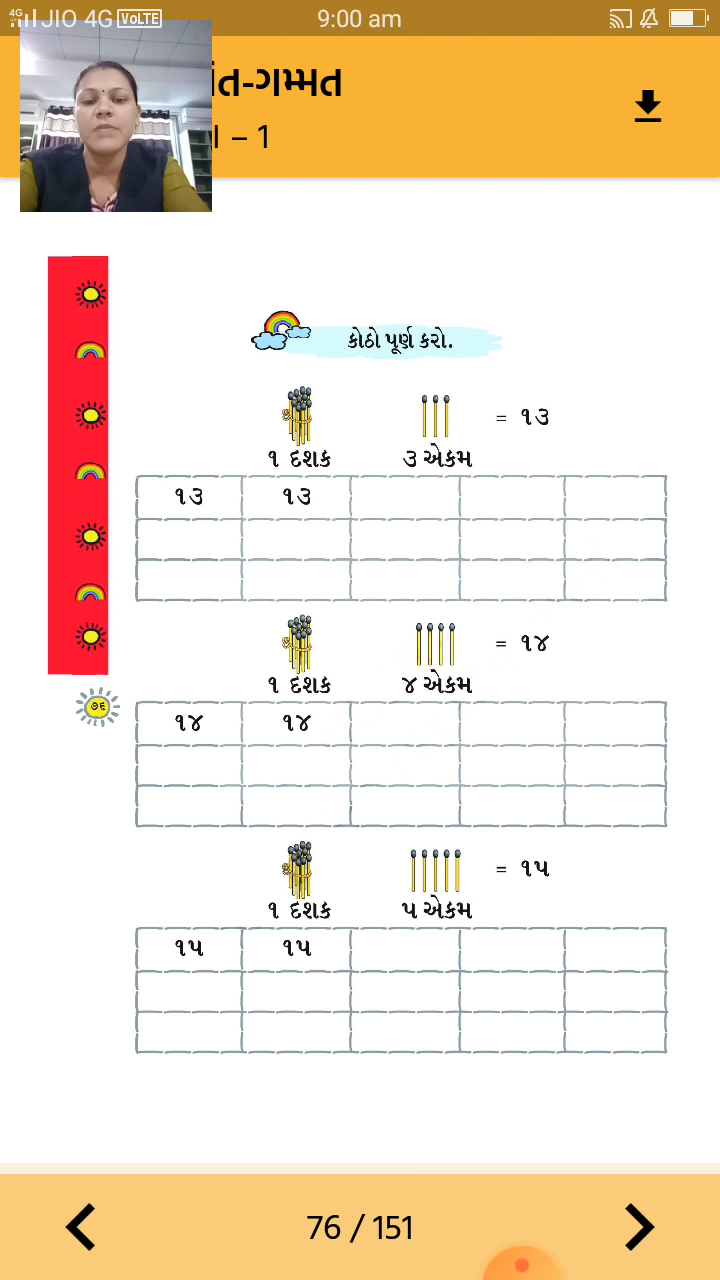 4G JIO 4G VoLTE 9:00 am
-ગમ્મત
– 1
કોઠો પૂર્ણ કરો.
= ૧૩
૧ દશક ૩ એકમ
૧૩ ૧૩
= ૧૪
૧ દશક ૪ એકમ
૭૬
૧૪ ૧૪
= ૧૫
૧ દશક ૫ એકમ
૧૫ ૧૫
76 / 151